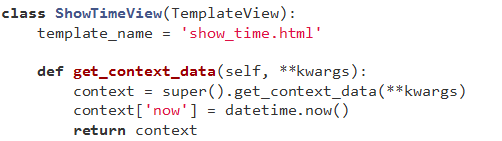 class ShowTimeView(TemplateView):
    template_name = 'show_time.html'

    def get_context_data(self, **kwargs):
        context = super().get_context_data(**kwargs)
        context['now'] = datetime.now()
        return context